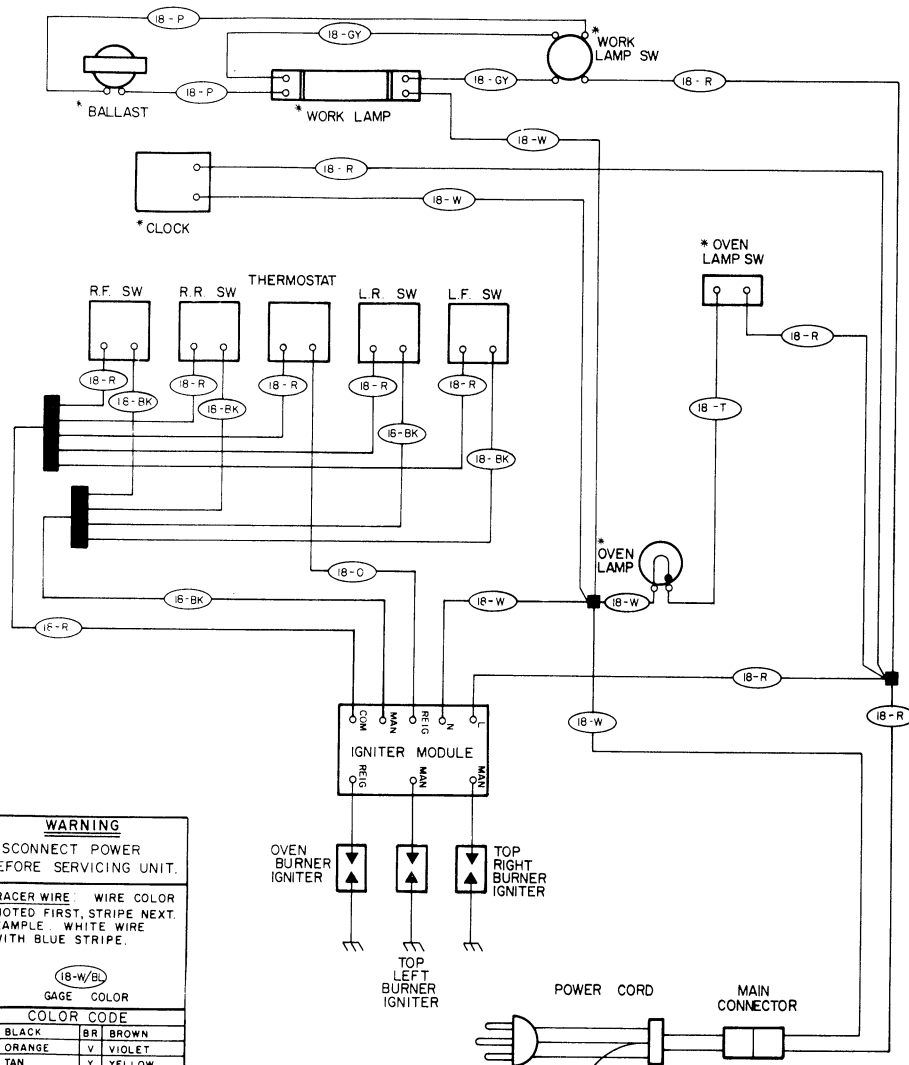 18-P
18-GY
* WORK
LAMP SW
18-GY
18-R
18-P
* BALLAST
* WORK LAMP
18-W
18-R
18-W
* CLOCK
* OVEN
LAMP SW
THERMOSTAT
R.F. SW
R.R. SW
L.R. SW
L.F. SW
18-R
18-R
18-R
18-R
18-R
18-R
18-BK
18-BK
18-T
18-BK
18-BK
*
OVEN
LAMP
18-O
18-BK
18-W
18-W
18-R
18-R
18-W
18-R
COM
MAN
REIG
N
L
IGNITER MODULE
REIG
MAN
MAN
OVEN
BURNER
IGNITER
TOP
RIGHT
BURNER
IGNITER
TOP
LEFT
BURNER
IGNITER
WARNING
SCONNECT POWER
EFORE SERVICING UNIT.
RACER WIRE: WIRE COLOR
NOTED FIRST, STRIPE NEXT.
AMPLE. WHITE WIRE
WITH BLUE STRIPE.
18-W/BL
GAGE COLOR
COLOR CODE
BLACK BR BROWN
ORANGE V VIOLET
TAN Y YELLOW
POWER CORD
MAIN
CONNECTOR